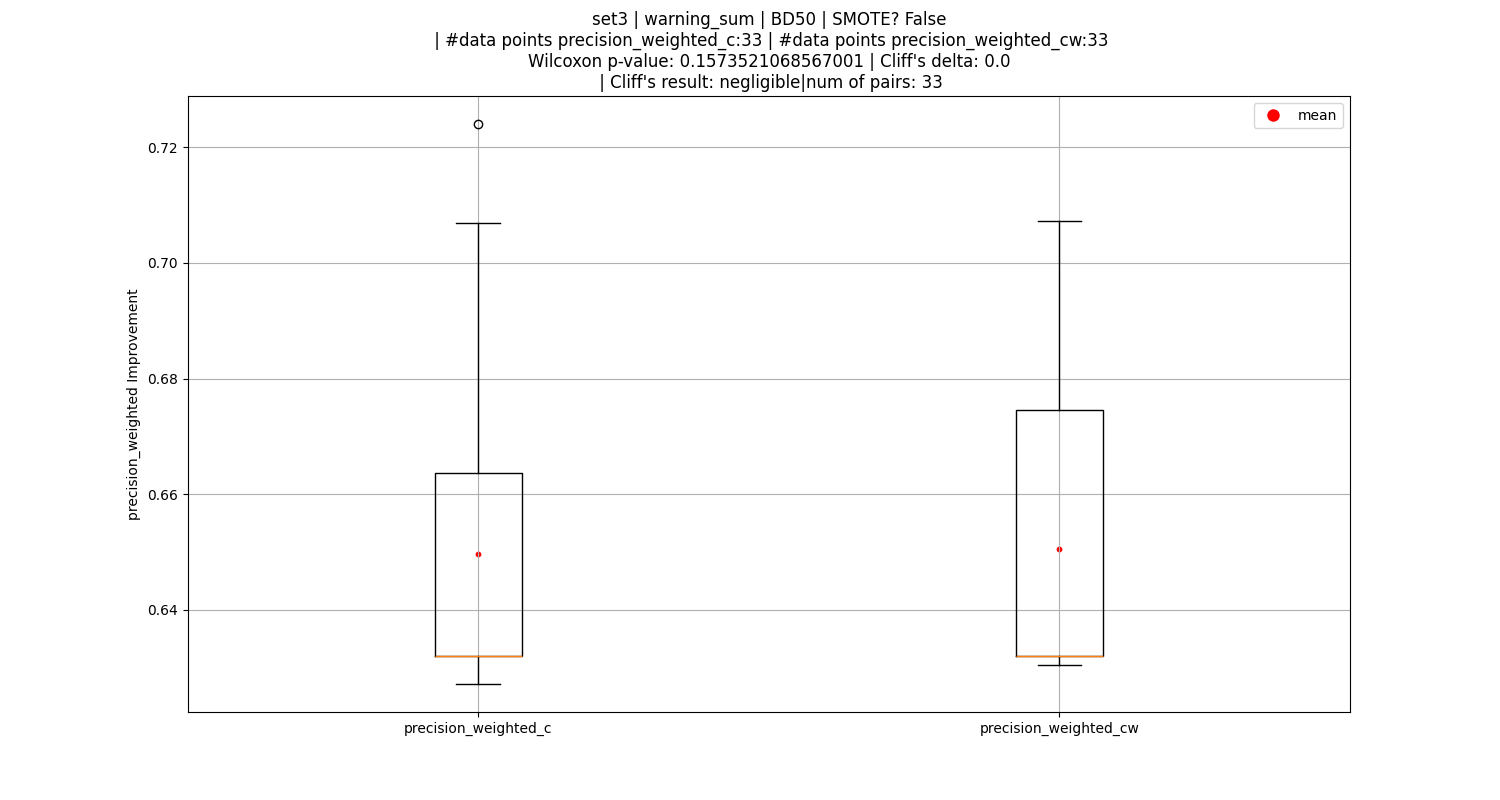 set3 | warning_sum | BD50 | SMOTE? False
| #data points precision_weighted_c:33 | #data points precision_weighted_cw:33
Wilcoxon p-value: 0.1573521068567001 | Cliff's delta: 0.0
| Cliff's result: negligible|num of pairs: 33
mean
0.72
0.70
0.68
0.66
0.64
precision_weighted Improvement
precision_weighted_c
precision_weighted_cw